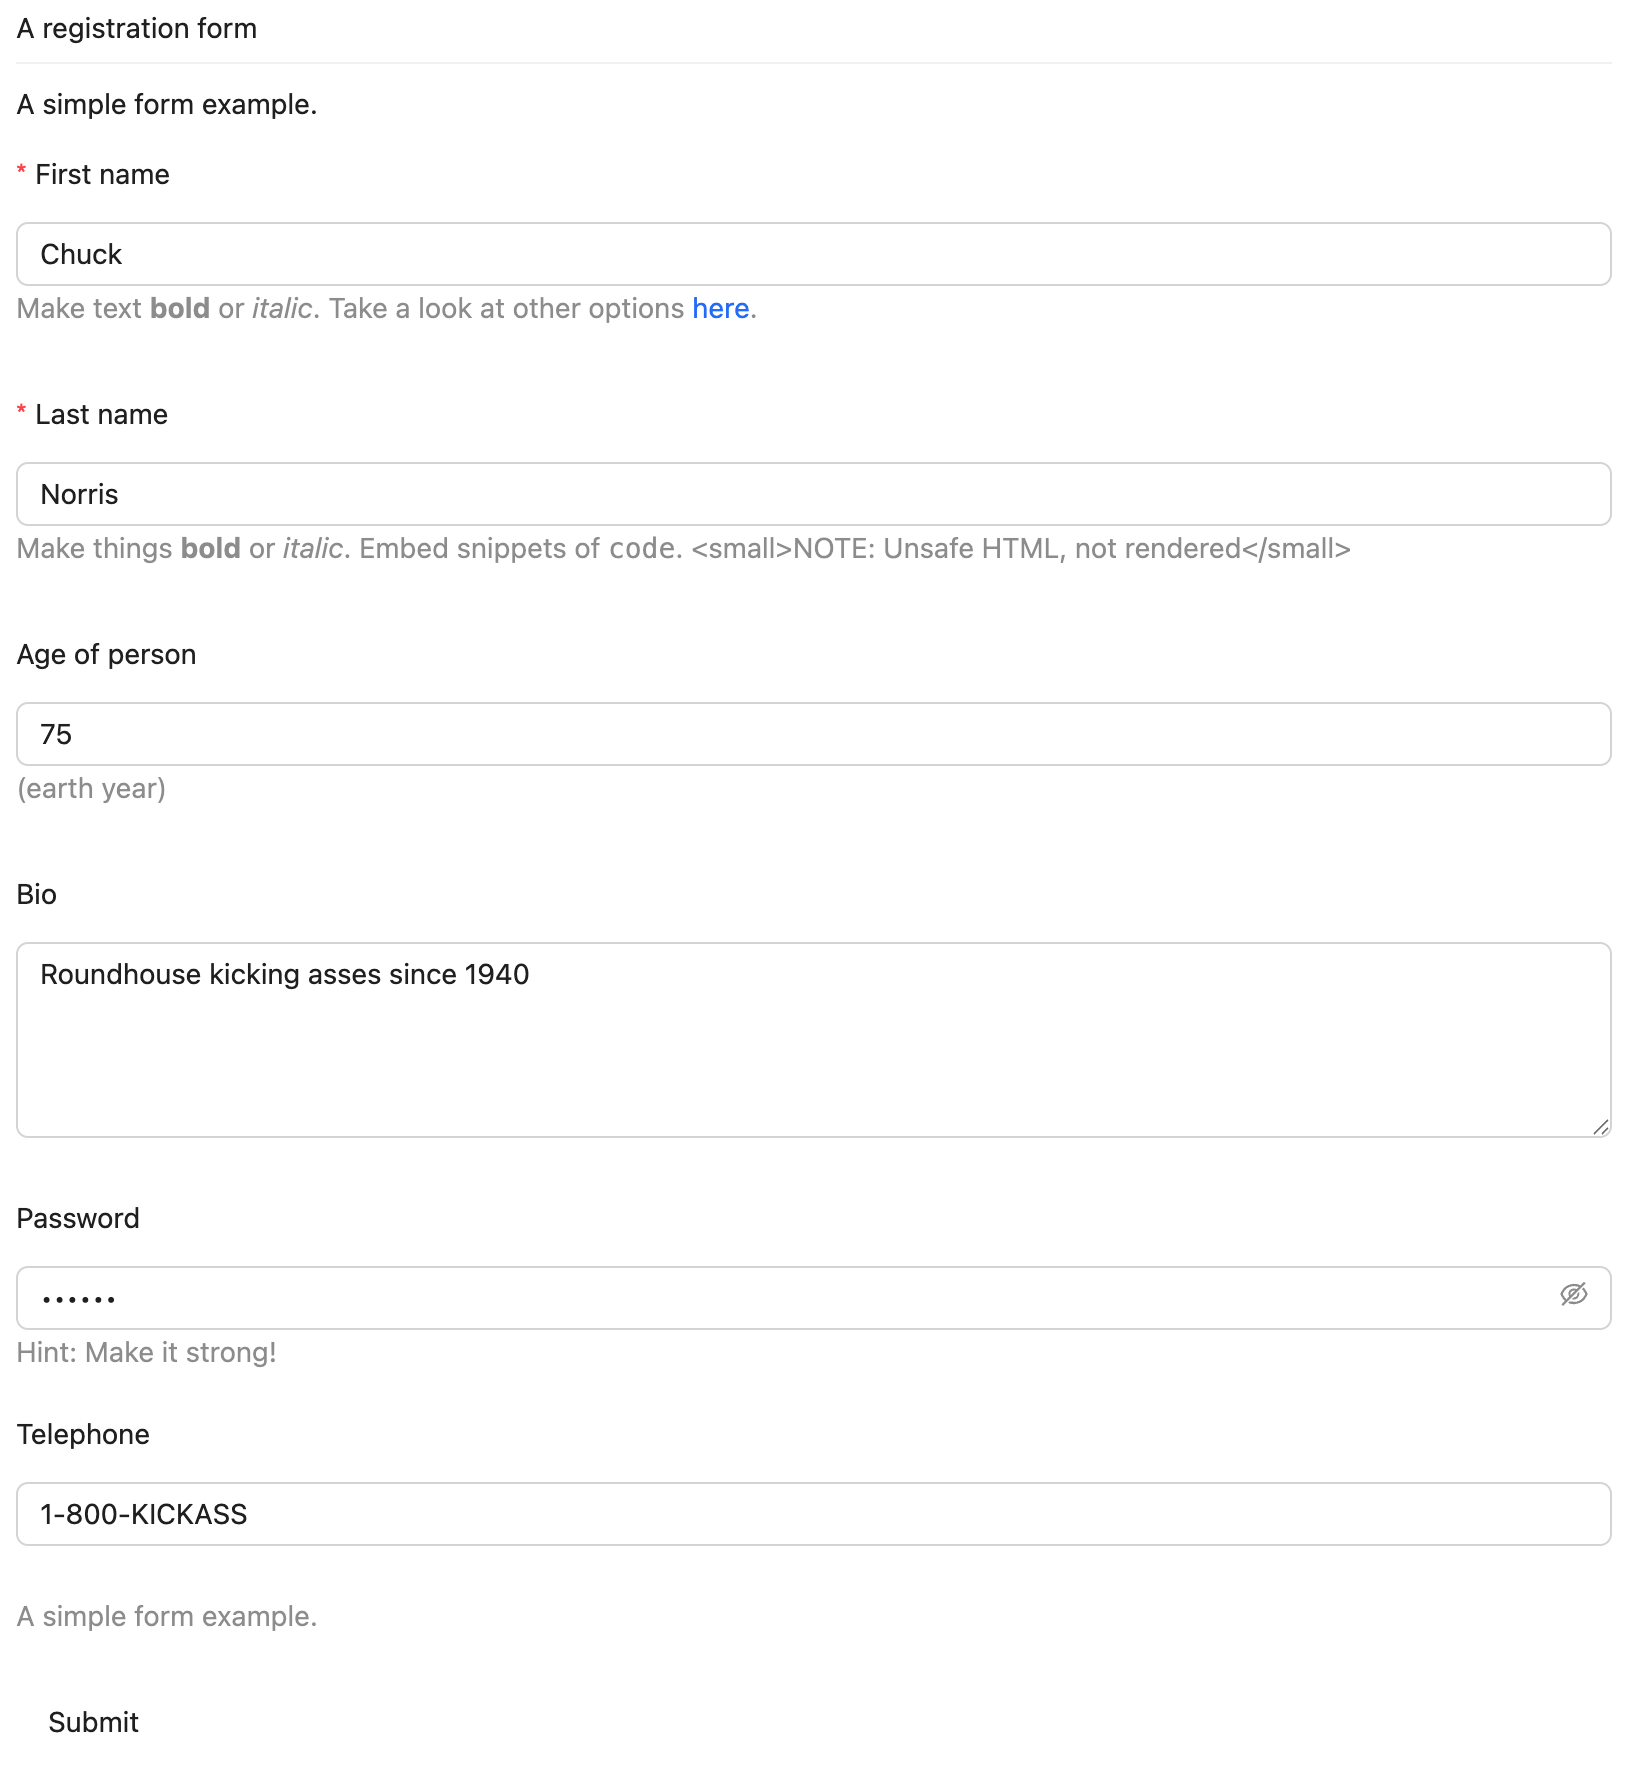 A registration form
A simple form example.
* First name
Chuck
Make text bold or italic. Take a look at other options here.
* Last name
Norris
Make things bold or italic. Embed snippets of code. <small>NOTE: Unsafe HTML, not rendered</small>
Age of person
75
(earth year)
Bio
Roundhouse kicking asses since 1940
Password
••••••
Hint: Make it strong!
Telephone
1-800-KICKASS
A simple form example.
Submit